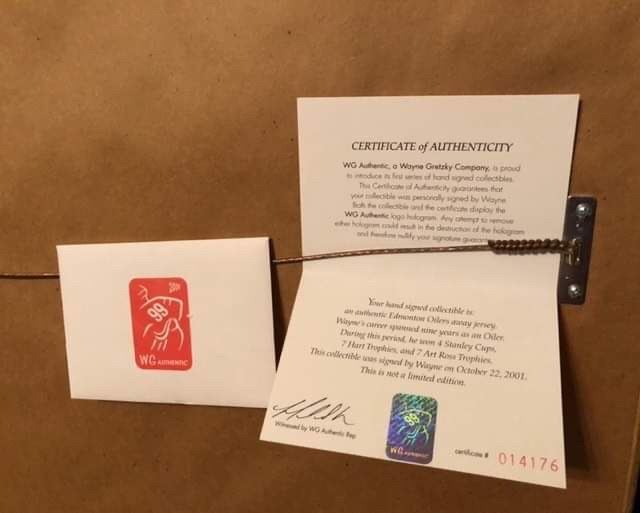 CERTIFICATE of AUTHENTICITY
WG Authentic, a Wayne Gretzky Company, is proud
to introduce its first series of hand signed collectibles.
This Certificate of Authenticity guarantees that
your collectible was personally signed by Wayne
Both the collectible and the certificate display the
WG Authentic logo hologram. Any attempt to remove
either hologram could result in the destruction of the hologram
and therefore nullify your signature
99
WG AUTHENTIC
Your hand signed collectible is:
an authentic Edmonton Oilers away jersey.
Wayne's career spanned nine years as an Oiler.
During this period, he won 4 Stanley Cups,
7 Hart Trophies, and 7 Art Ross Trophies.
This collectible was signed by Wayne on October 22, 2001.
This is not a limited edition.
Witnessed by WG Authentic Rep
99
WG AUTHENTIC
certificate # 014176